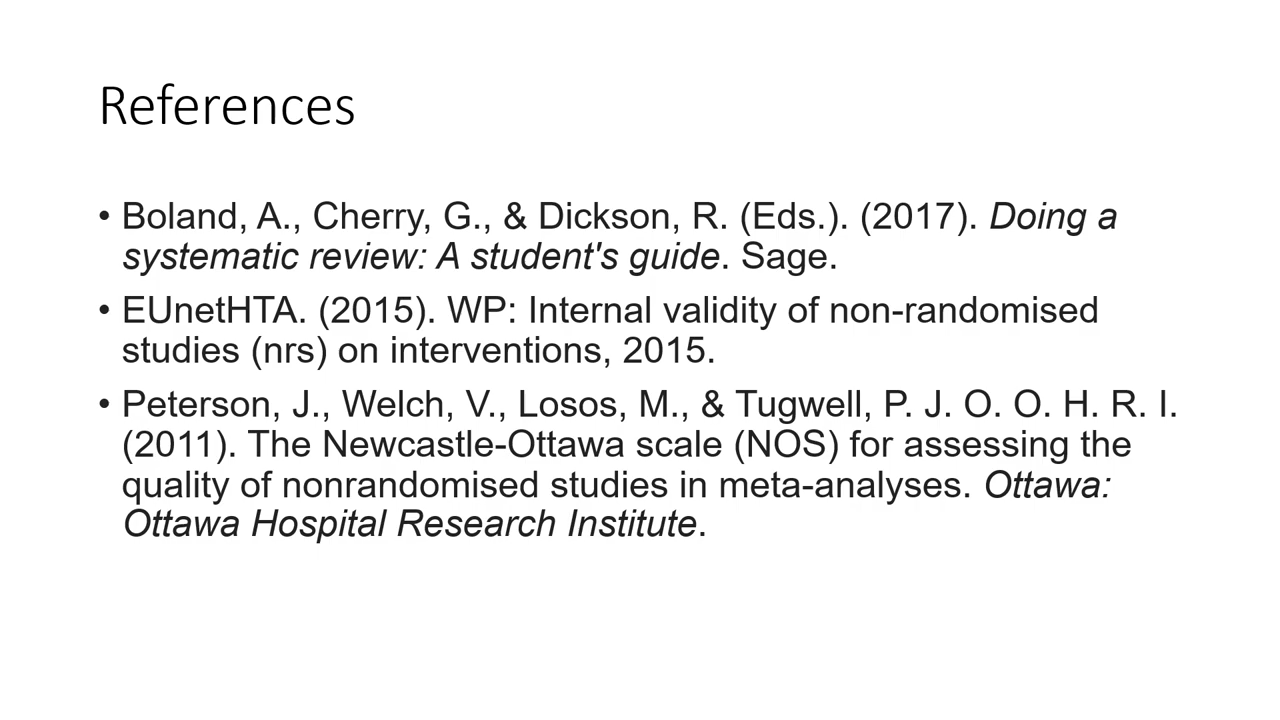 References
• Boland, A., Cherry, G., & Dickson, R. (Eds.). (2017). Doing a
systematic review: A student's guide. Sage.
• EUnetHTA. (2015). WP: Internal validity of non-randomised
studies (nrs) on interventions, 2015.
• Peterson, J., Welch, V., Losos, M., & Tugwell, P. J. O. O. H. R. I.
(2011). The Newcastle-Ottawa scale (NOS) for assessing the
quality of nonrandomised studies in meta-analyses. Ottawa:
Ottawa Hospital Research Institute.